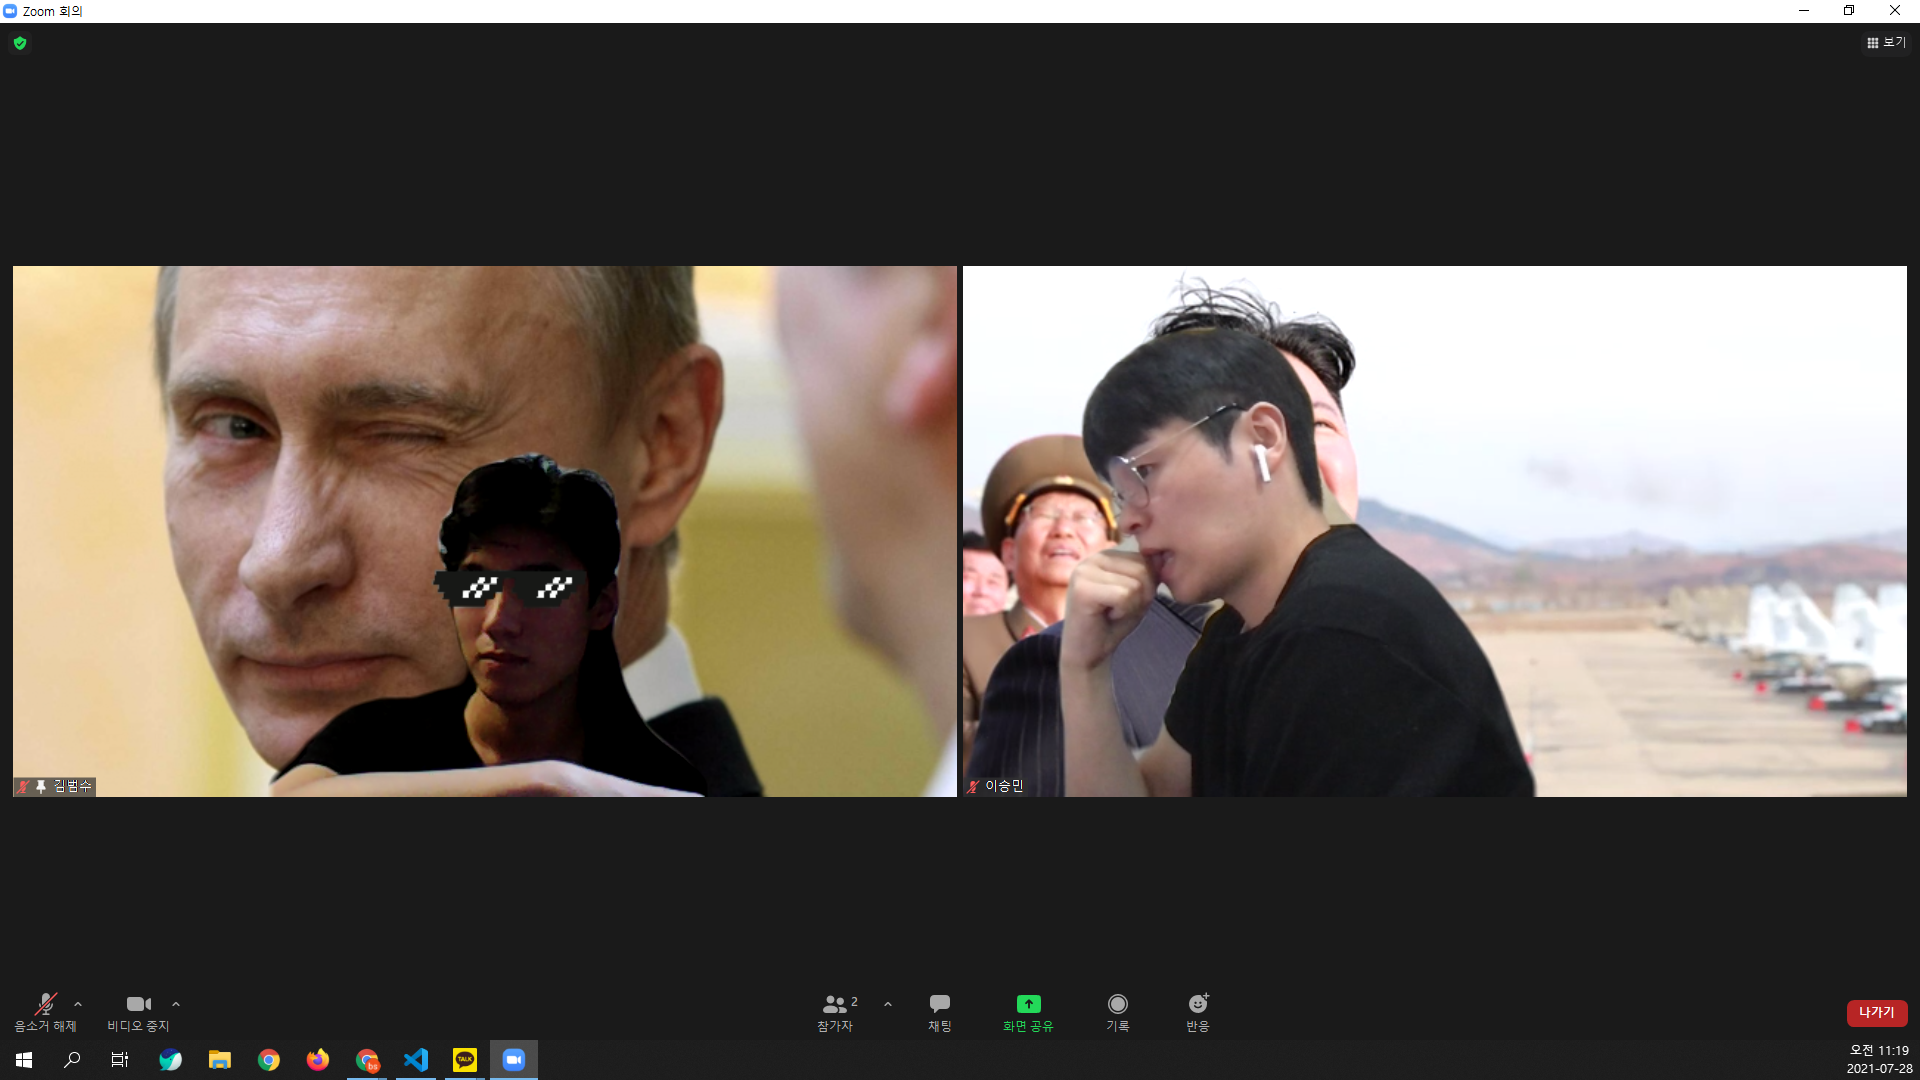 Zoom 회의
보기
김범수
이승민
음소거 해제
비디오 중지
2
참가자
채팅
화면 공유
기록
반응
나가기
bs
TALK
오전 11:19
2021-07-28